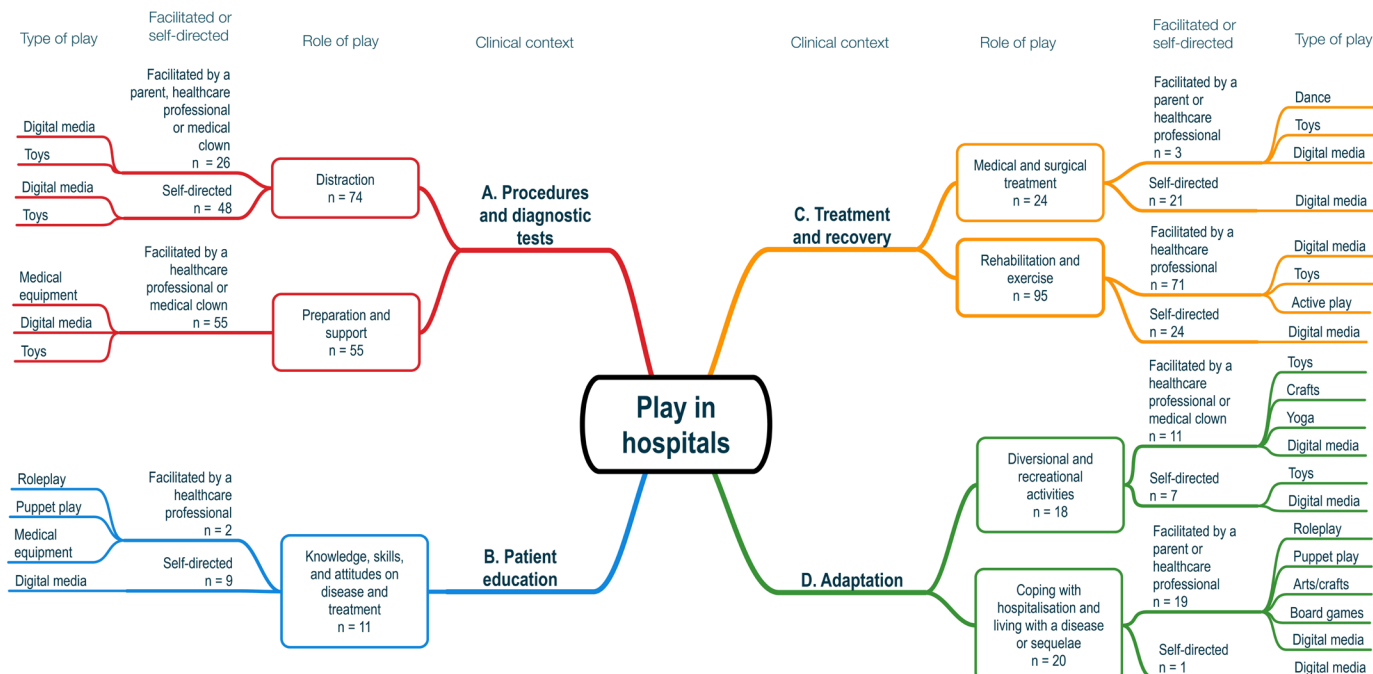 Type of play
Facilitated or
self-directed
Role of play
Clinical context
Clinical context
Role of play
Facilitated or
self-directed
Type of play
Play in
hospitals
A. Procedures
and diagnostic
tests
Distraction
n = 74
Facilitated by a
parent, healthcare
professional
or medical
clown
n = 26
Digital media
Toys
Self-directed
n = 48
Digital media
Toys
Preparation and
support
n = 55
Facilitated by a
healthcare
professional or
medical clown
n = 55
Medical
equipment
Digital media
Toys
B. Patient
education
Knowledge, skills,
and attitudes on
disease and
treatment
n = 11
Facilitated by a
healthcare
professional
n = 2
Roleplay
Puppet play
Medical
equipment
Self-directed
n = 9
Digital media
C. Treatment
and recovery
Medical and surgical
treatment
n = 24
Facilitated by a
parent or
healthcare
professional
n = 3
Dance
Toys
Digital media
Self-directed
n = 21
Digital media
Rehabilitation and
exercise
n = 95
Facilitated by a
healthcare
professional
n = 71
Digital media
Toys
Active play
Self-directed
n = 24
Digital media
D. Adaptation
Diversional and
recreational
activities
n = 18
Facilitated by a
healthcare
professional or
medical clown
n = 11
Toys
Crafts
Yoga
Digital media
Self-directed
n = 7
Toys
Digital media
Coping with
hospitalisation and
living with a disease
or sequelae
n = 20
Facilitated by a
parent or
healthcare
professional
n = 19
Roleplay
Puppet play
Arts/crafts
Board games
Digital media
Self-directed
n = 1
Digital media